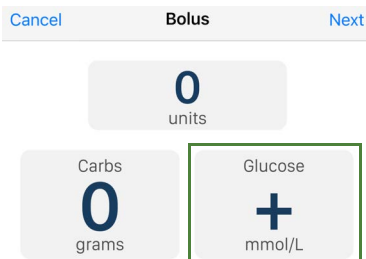 Cancel Bolus Next
0
units
Carbs Glucose
0 +
grams mmol/L